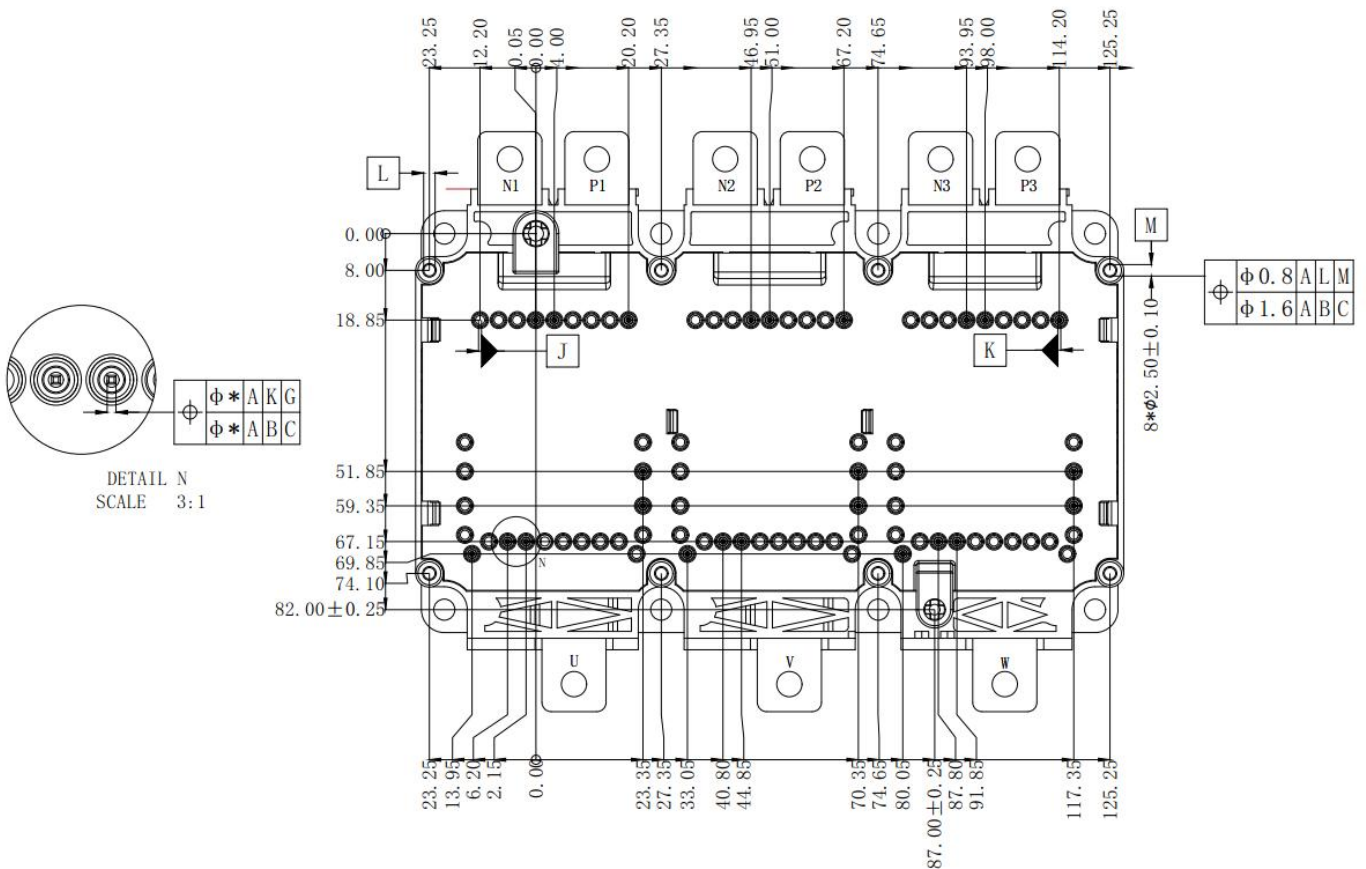 23.25
12.20
0.05
0.00
4.00
20.20
27.35
46.95
51.00
67.20
74.65
93.95
98.00
114.20
125.25
L
N1
P1
N2
P2
N3
P3
M
0.00
8.00
ϕ0.8 A L M
ϕ1.6 A B C
18.85
J
K
8*ϕ2.50±0.10
ϕ* A K G
ϕ* A B C
DETAIL N
SCALE 3:1
51.85
59.35
67.15
N
69.85
74.10
82.00±0.25
U
V
W
23.25
13.95
6.20
2.15
0.00
23.35
27.35
33.05
40.80
44.85
70.35
74.65
80.05
87.00±0.25
87.80
91.85
117.35
125.25